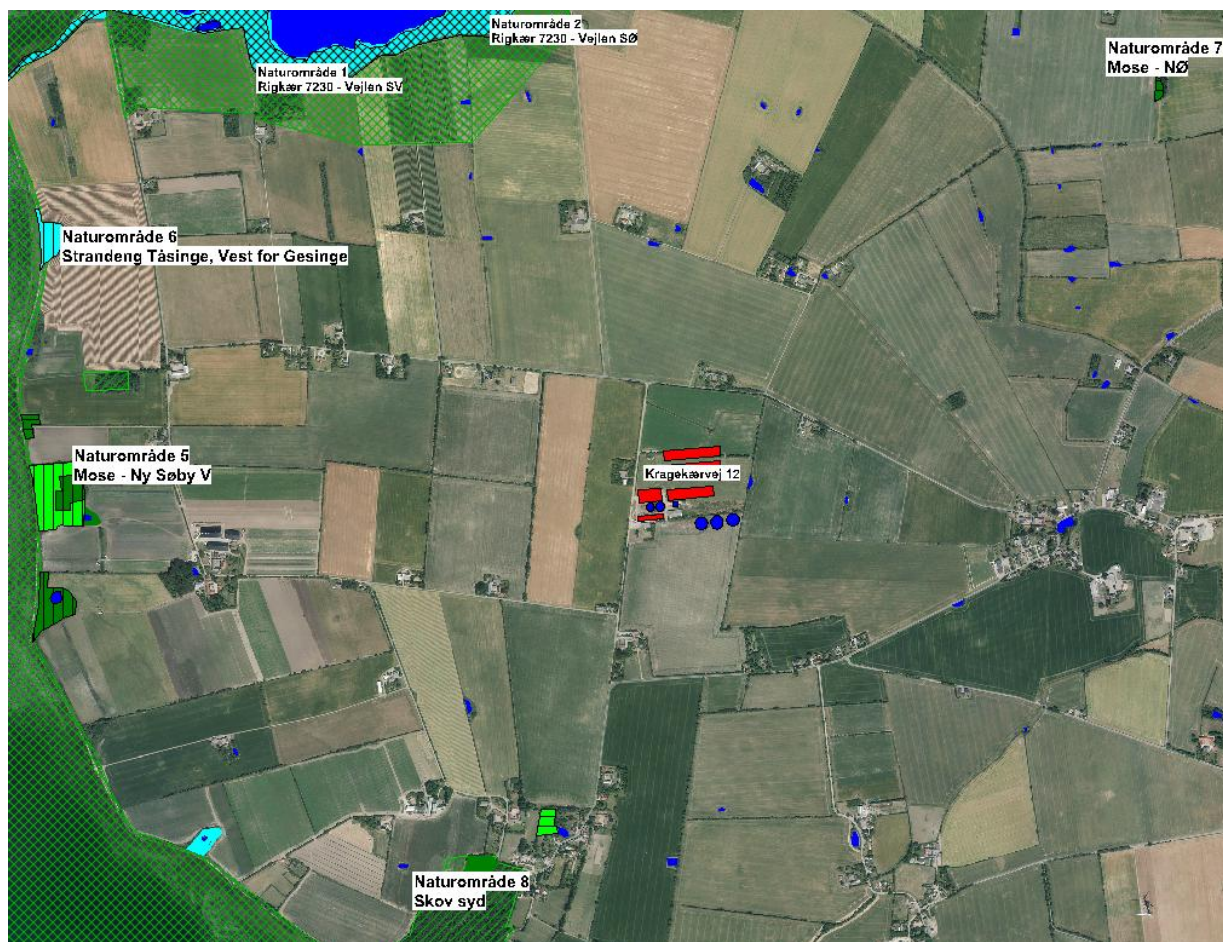 Naturområde 2
Rigkær 7230 - Vejlen SØ
Naturområde 7
Mose - NØ
Naturområde 1
Rigkær 7230 - Vejlen SV
Naturområde 6
Strandeng Tåsinge, Vest for Gesinge
Naturområde 5
Mose - Ny Søby V
Kragekærvej 12
Naturområde 8
Skov syd